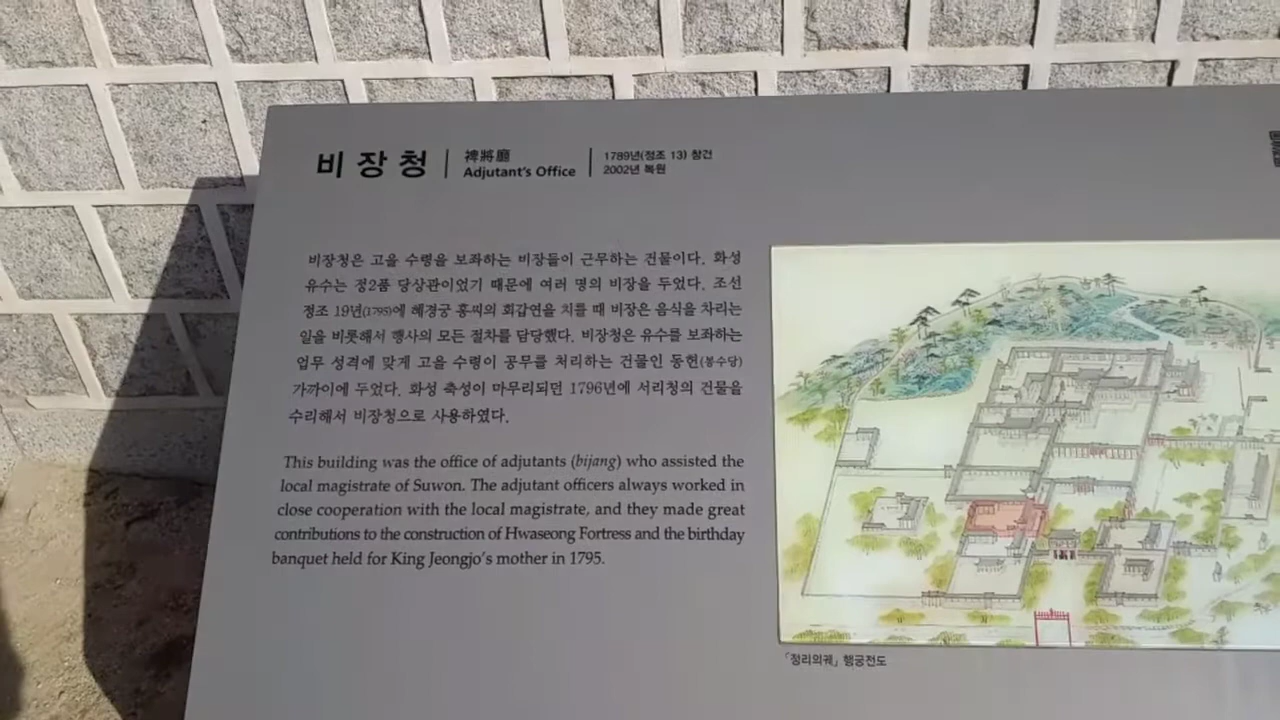 비장청
裨將廳
Adjutant's Office
1789년(정조 13) 창건
2002년 복원
비장청은 고을 수령을 보좌하는 비장들이 근무하는 건물이다. 화성
유수는 정2품 당상관이었기 때문에 여러 명의 비장을 두었다. 조선
정조 19년(1795)에 혜경궁 홍씨의 회갑연을 치를 때 비장은 음식을 차리는
일을 비롯해서 행사의 모든 절차를 담당했다. 비장청은 유수를 보좌하는
업무 성격에 맞게 고을 수령이 공무를 처리하는 건물인 동헌(봉수당)
가까이에 두었다. 화성 축성이 마무리되던 1796년에 서리청의 건물을
수리해서 비장청으로 사용하였다.
This building was the office of adjutants (bijang) who assisted the
local magistrate of Suwon. The adjutant officers always worked in
close cooperation with the local magistrate, and they made great
contributions to the construction of Hwaseong Fortress and the birthday
banquet held for King Jeongjo's mother in 1795.
「정리의궤」 행궁전도